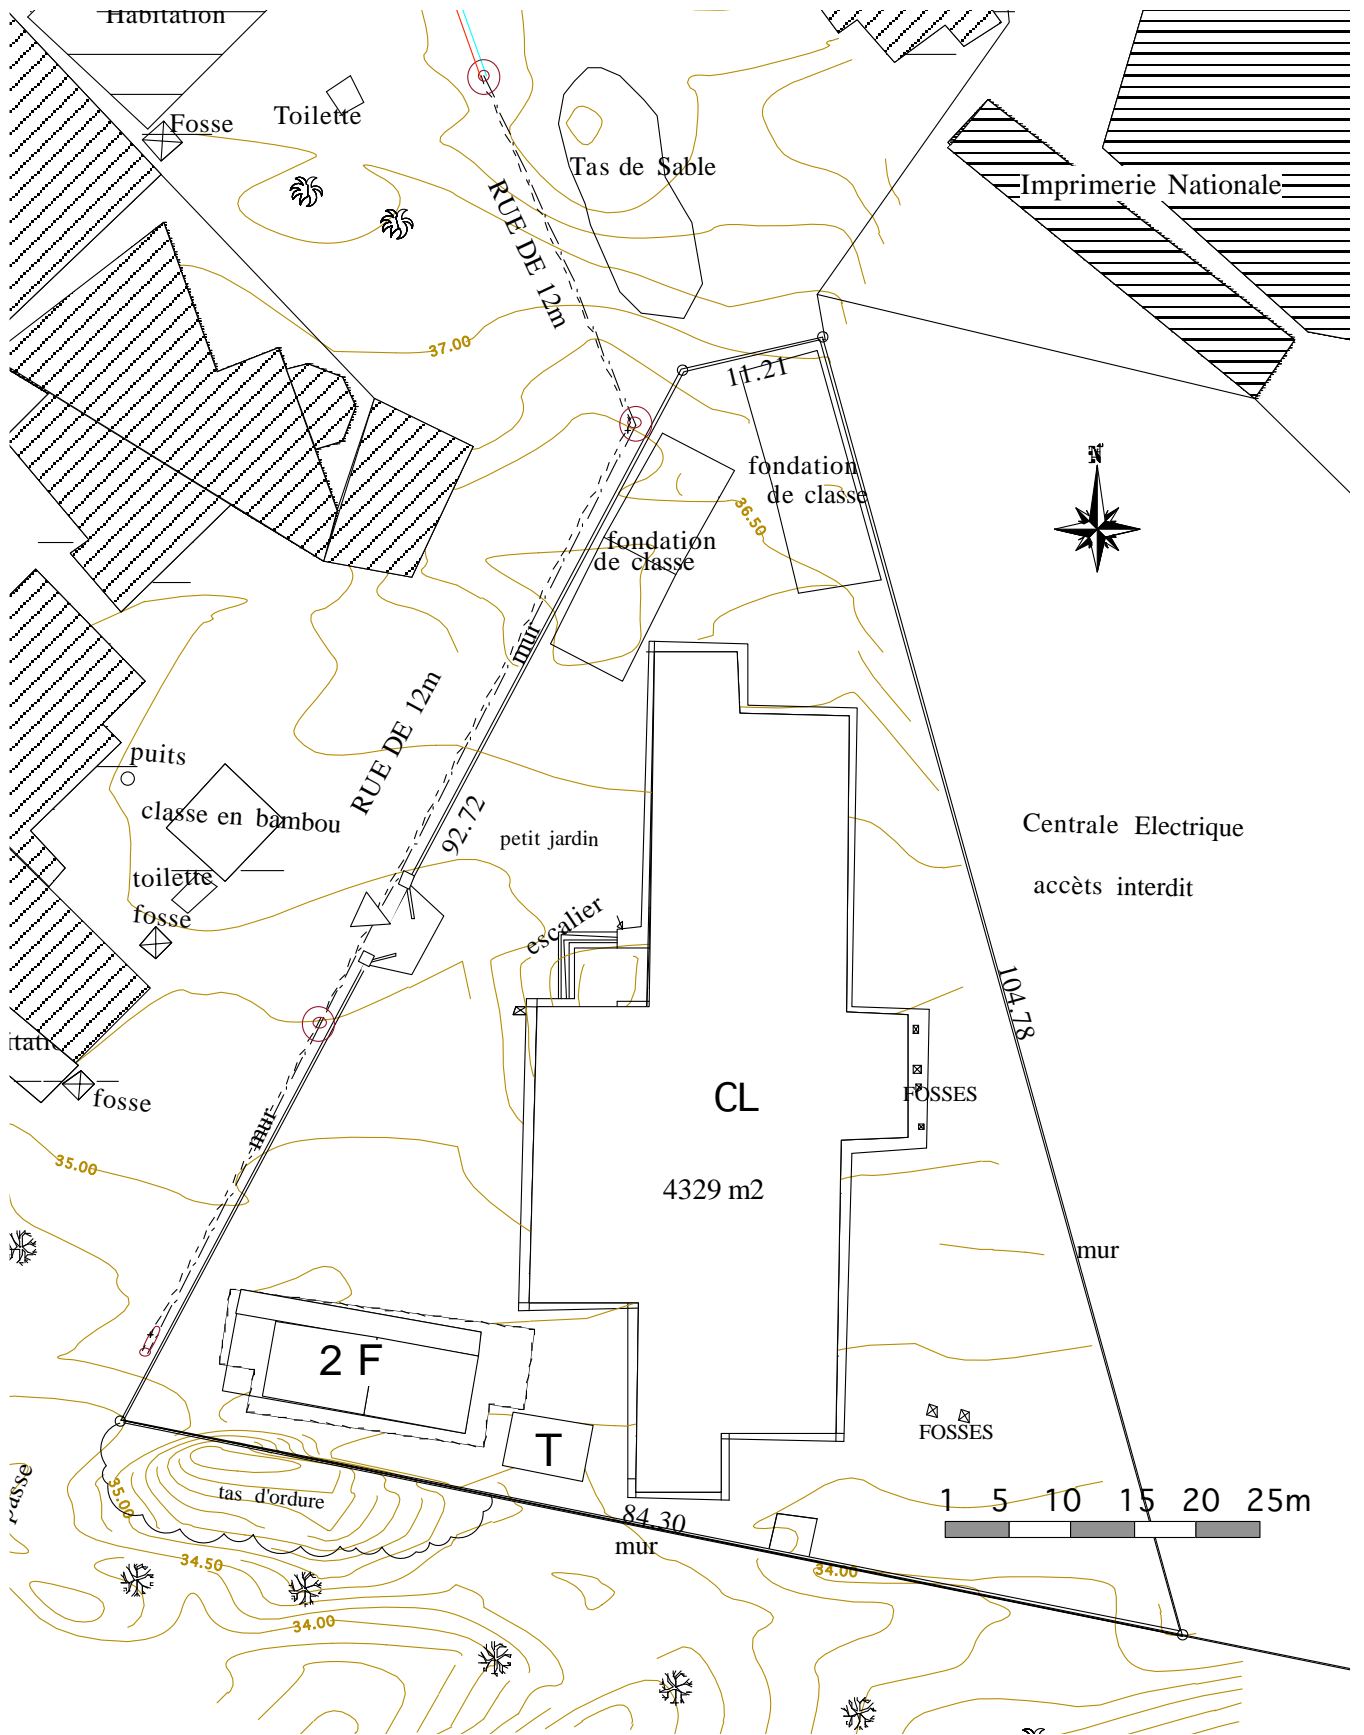 Habitation
Fosse
Toilette
Tas de Sable
Imprimerie Nationale
RUE DE 12m
37.00
11.21
N
fondation
de classe
36.50
fondation
de classe
mur
RUE DE 12m
puits
classe en bambou
92.72
petit jardin
Centrale Electrique
toilette
accèts interdit
fosse
escalier
104.78
fosse
CL
FOSSES
mur
35.00
4329 m2
mur
2 F
FOSSES
T
35.00
tas d'ordure
1 5 10 15 20 25m
84.30
mur
34.50
34.00
34.00